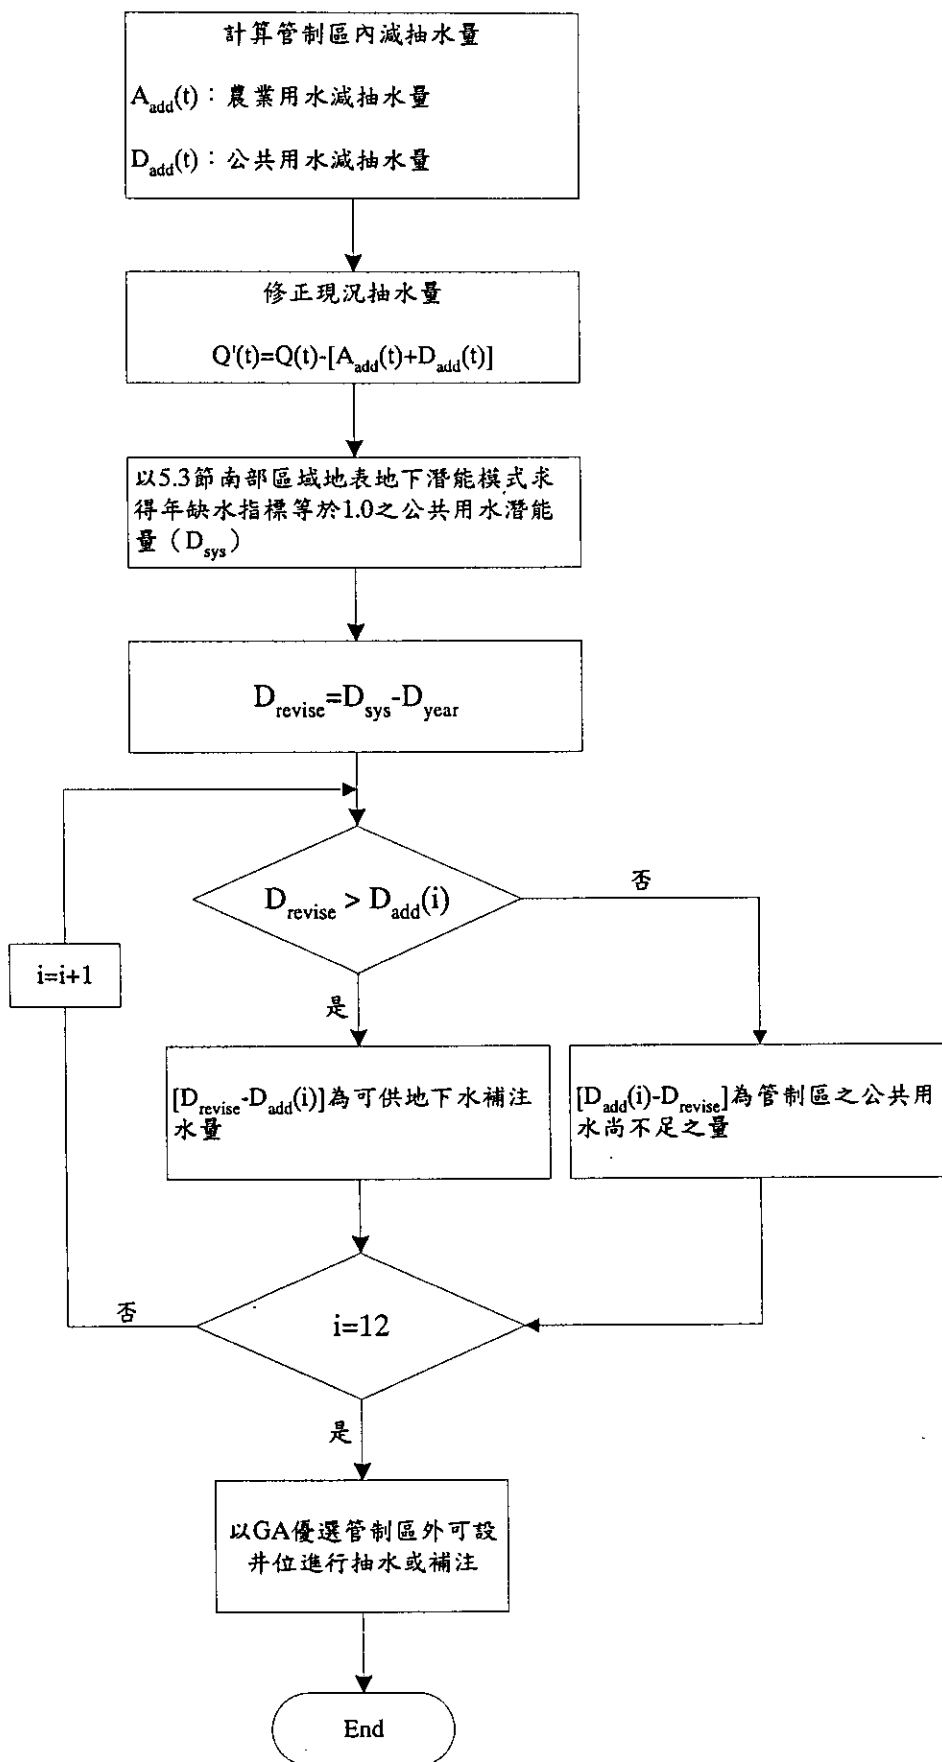 計算管制區內減抽水量
A_add(t)：農業用水減抽水量
D_add(t)：公共用水減抽水量
修正現況抽水量
Q'(t)=Q(t)-[A_add(t)+D_add(t)]
以5.3節南部區域地表地下潛能模式求
得年缺水指標等於1.0之公共用水潛能
量（D_sys）
D_revise=D_sys-D_year
D_revise > D_add(i)
否
i=i+1
是
[D_revise-D_add(i)]為可供地下水補注
水量
[D_add(i)-D_revise]為管制區之公共用
水尚不足之量
否
i=12
是
以GA優選管制區外可設
井位進行抽水或補注
End